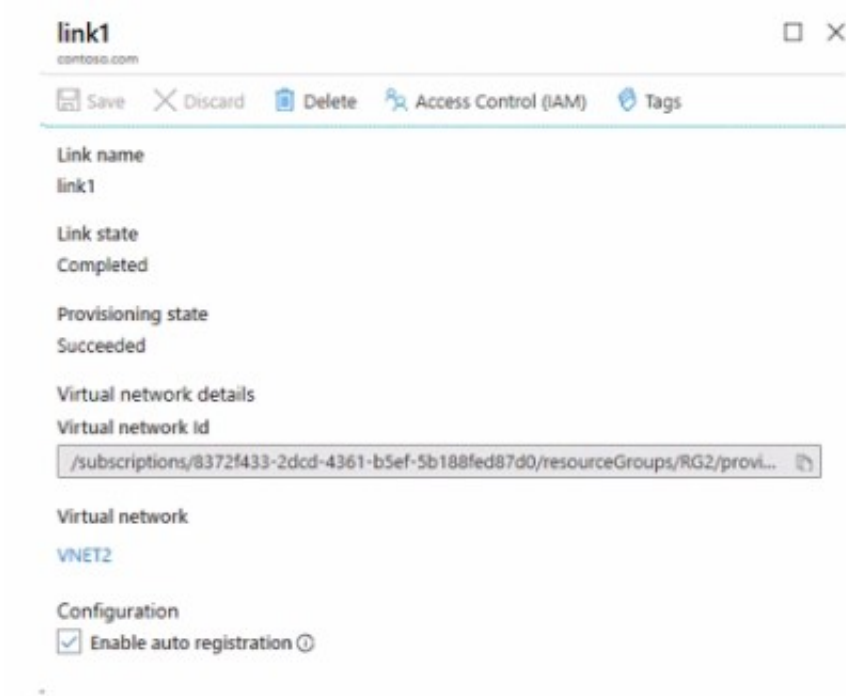 link1
contoso.com
Save Discard Delete Access Control (IAM) Tags
Link name
link1
Link state
Completed
Provisioning state
Succeeded
Virtual network details
Virtual network Id
/subscriptions/8372f433-2dcd-4361-b5ef-5b188fed87d0/resourceGroups/RG2/provi...
Virtual network
VNET2
Configuration
Enable auto registration